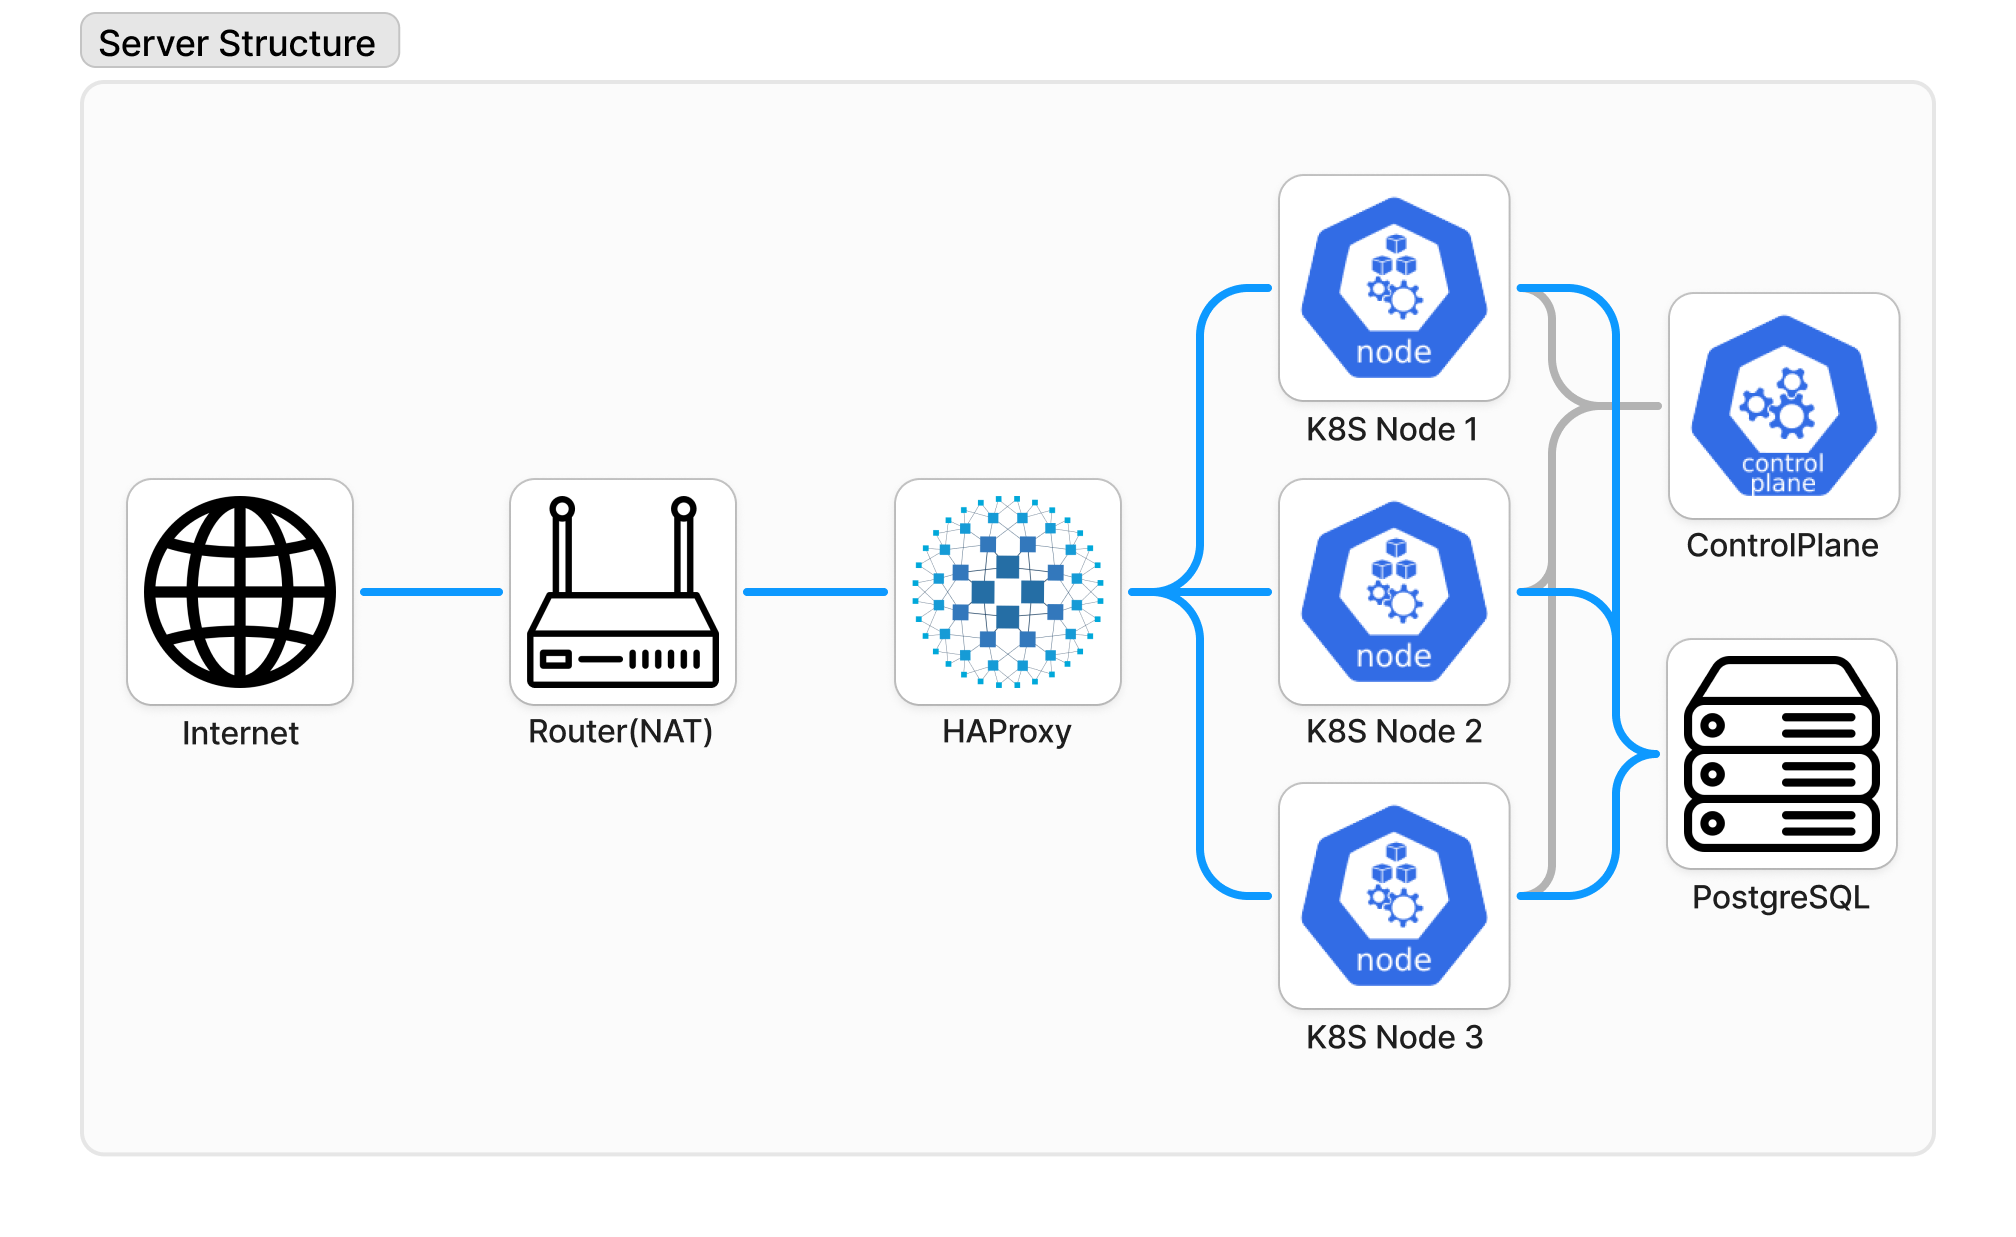 Server Structure
Internet
Router(NAT)
HAProxy
node
K8S Node 1
node
K8S Node 2
node
K8S Node 3
control
plane
ControlPlane
PostgreSQL